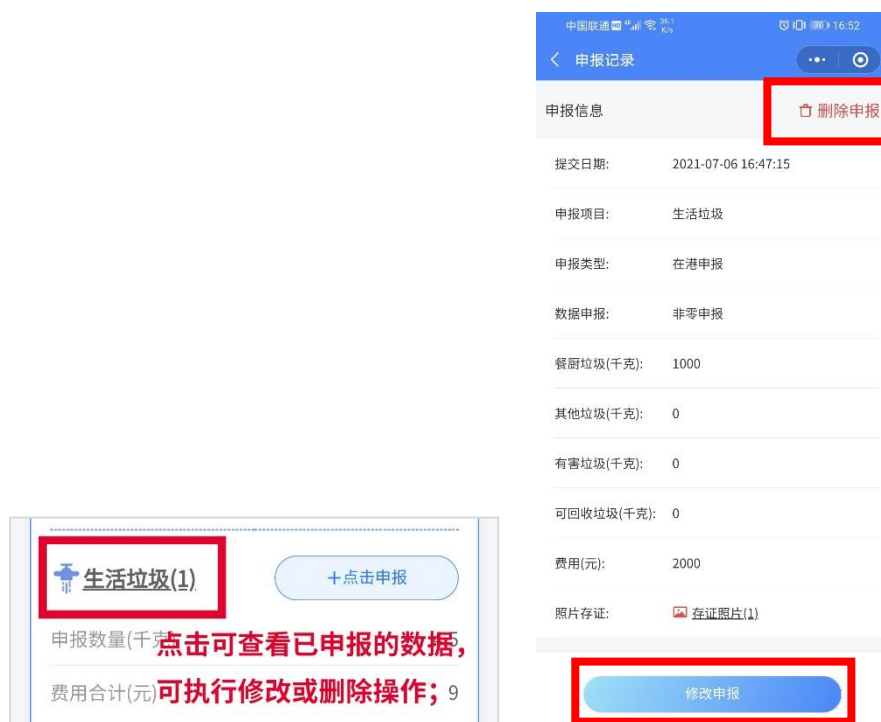 生活垃圾(1)
+点击申报
申报数量(千克 5
点击可查看已申报的数据，
费用合计(元) 9
可执行修改或删除操作；
中国联通 HD 46 36.1 K/s 16:52
申报记录
申报信息 删除申报
提交日期: 2021-07-06 16:47:15
申报项目: 生活垃圾
申报类型: 在港申报
数据申报: 非零申报
餐厨垃圾(千克): 1000
其他垃圾(千克): 0
有害垃圾(千克): 0
可回收垃圾(千克): 0
费用(元): 2000
照片存证: 存证照片(1)
修改申报